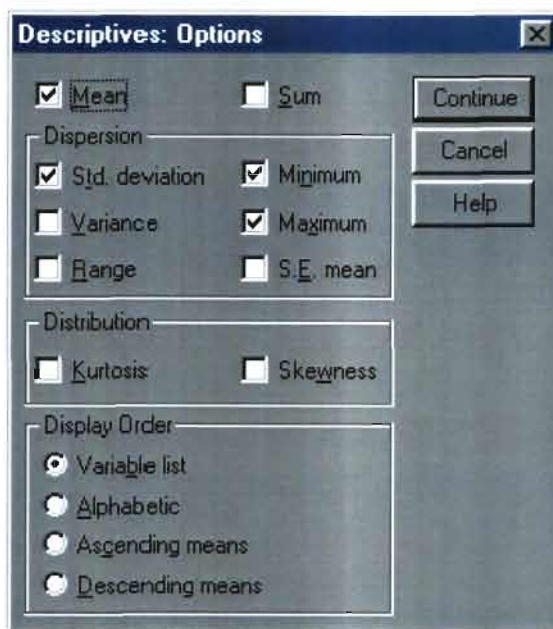 Descriptives: Options
Mean Sum Continue
Dispersion Cancel
Std. deviation Minimum Help
Variance Maximum
Range S.E. mean
Distribution
Kurtosis Skewness
Display Order
Variable list
Alphabetic
Ascending means
Descending means